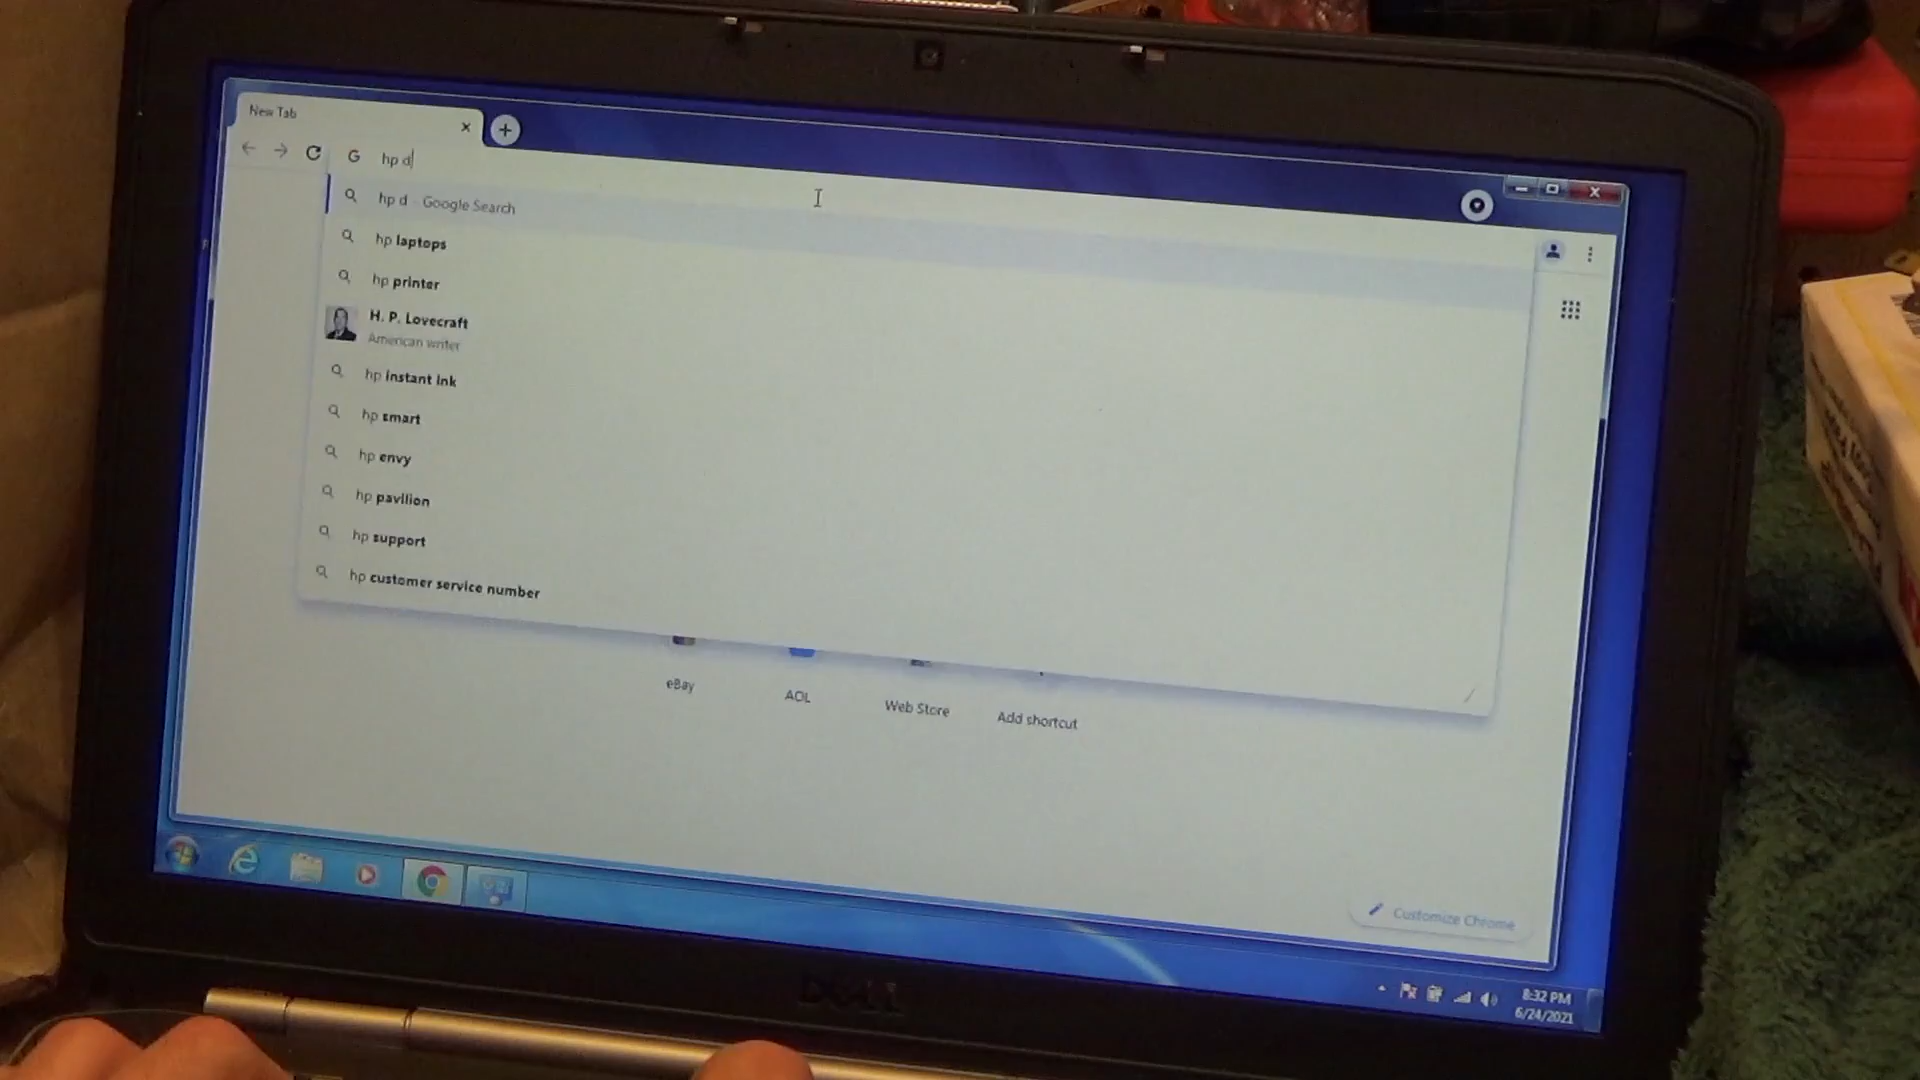 New Tab
hp d
hp d - Google Search
hp laptops
hp printer
H. P. Lovecraft
American writer
hp instant ink
hp smart
hp envy
hp pavilion
hp support
hp customer service number
eBay
AOL
Web Store
Add shortcut
Customize Chrome
8:32 PM
6/24/2021
DELL